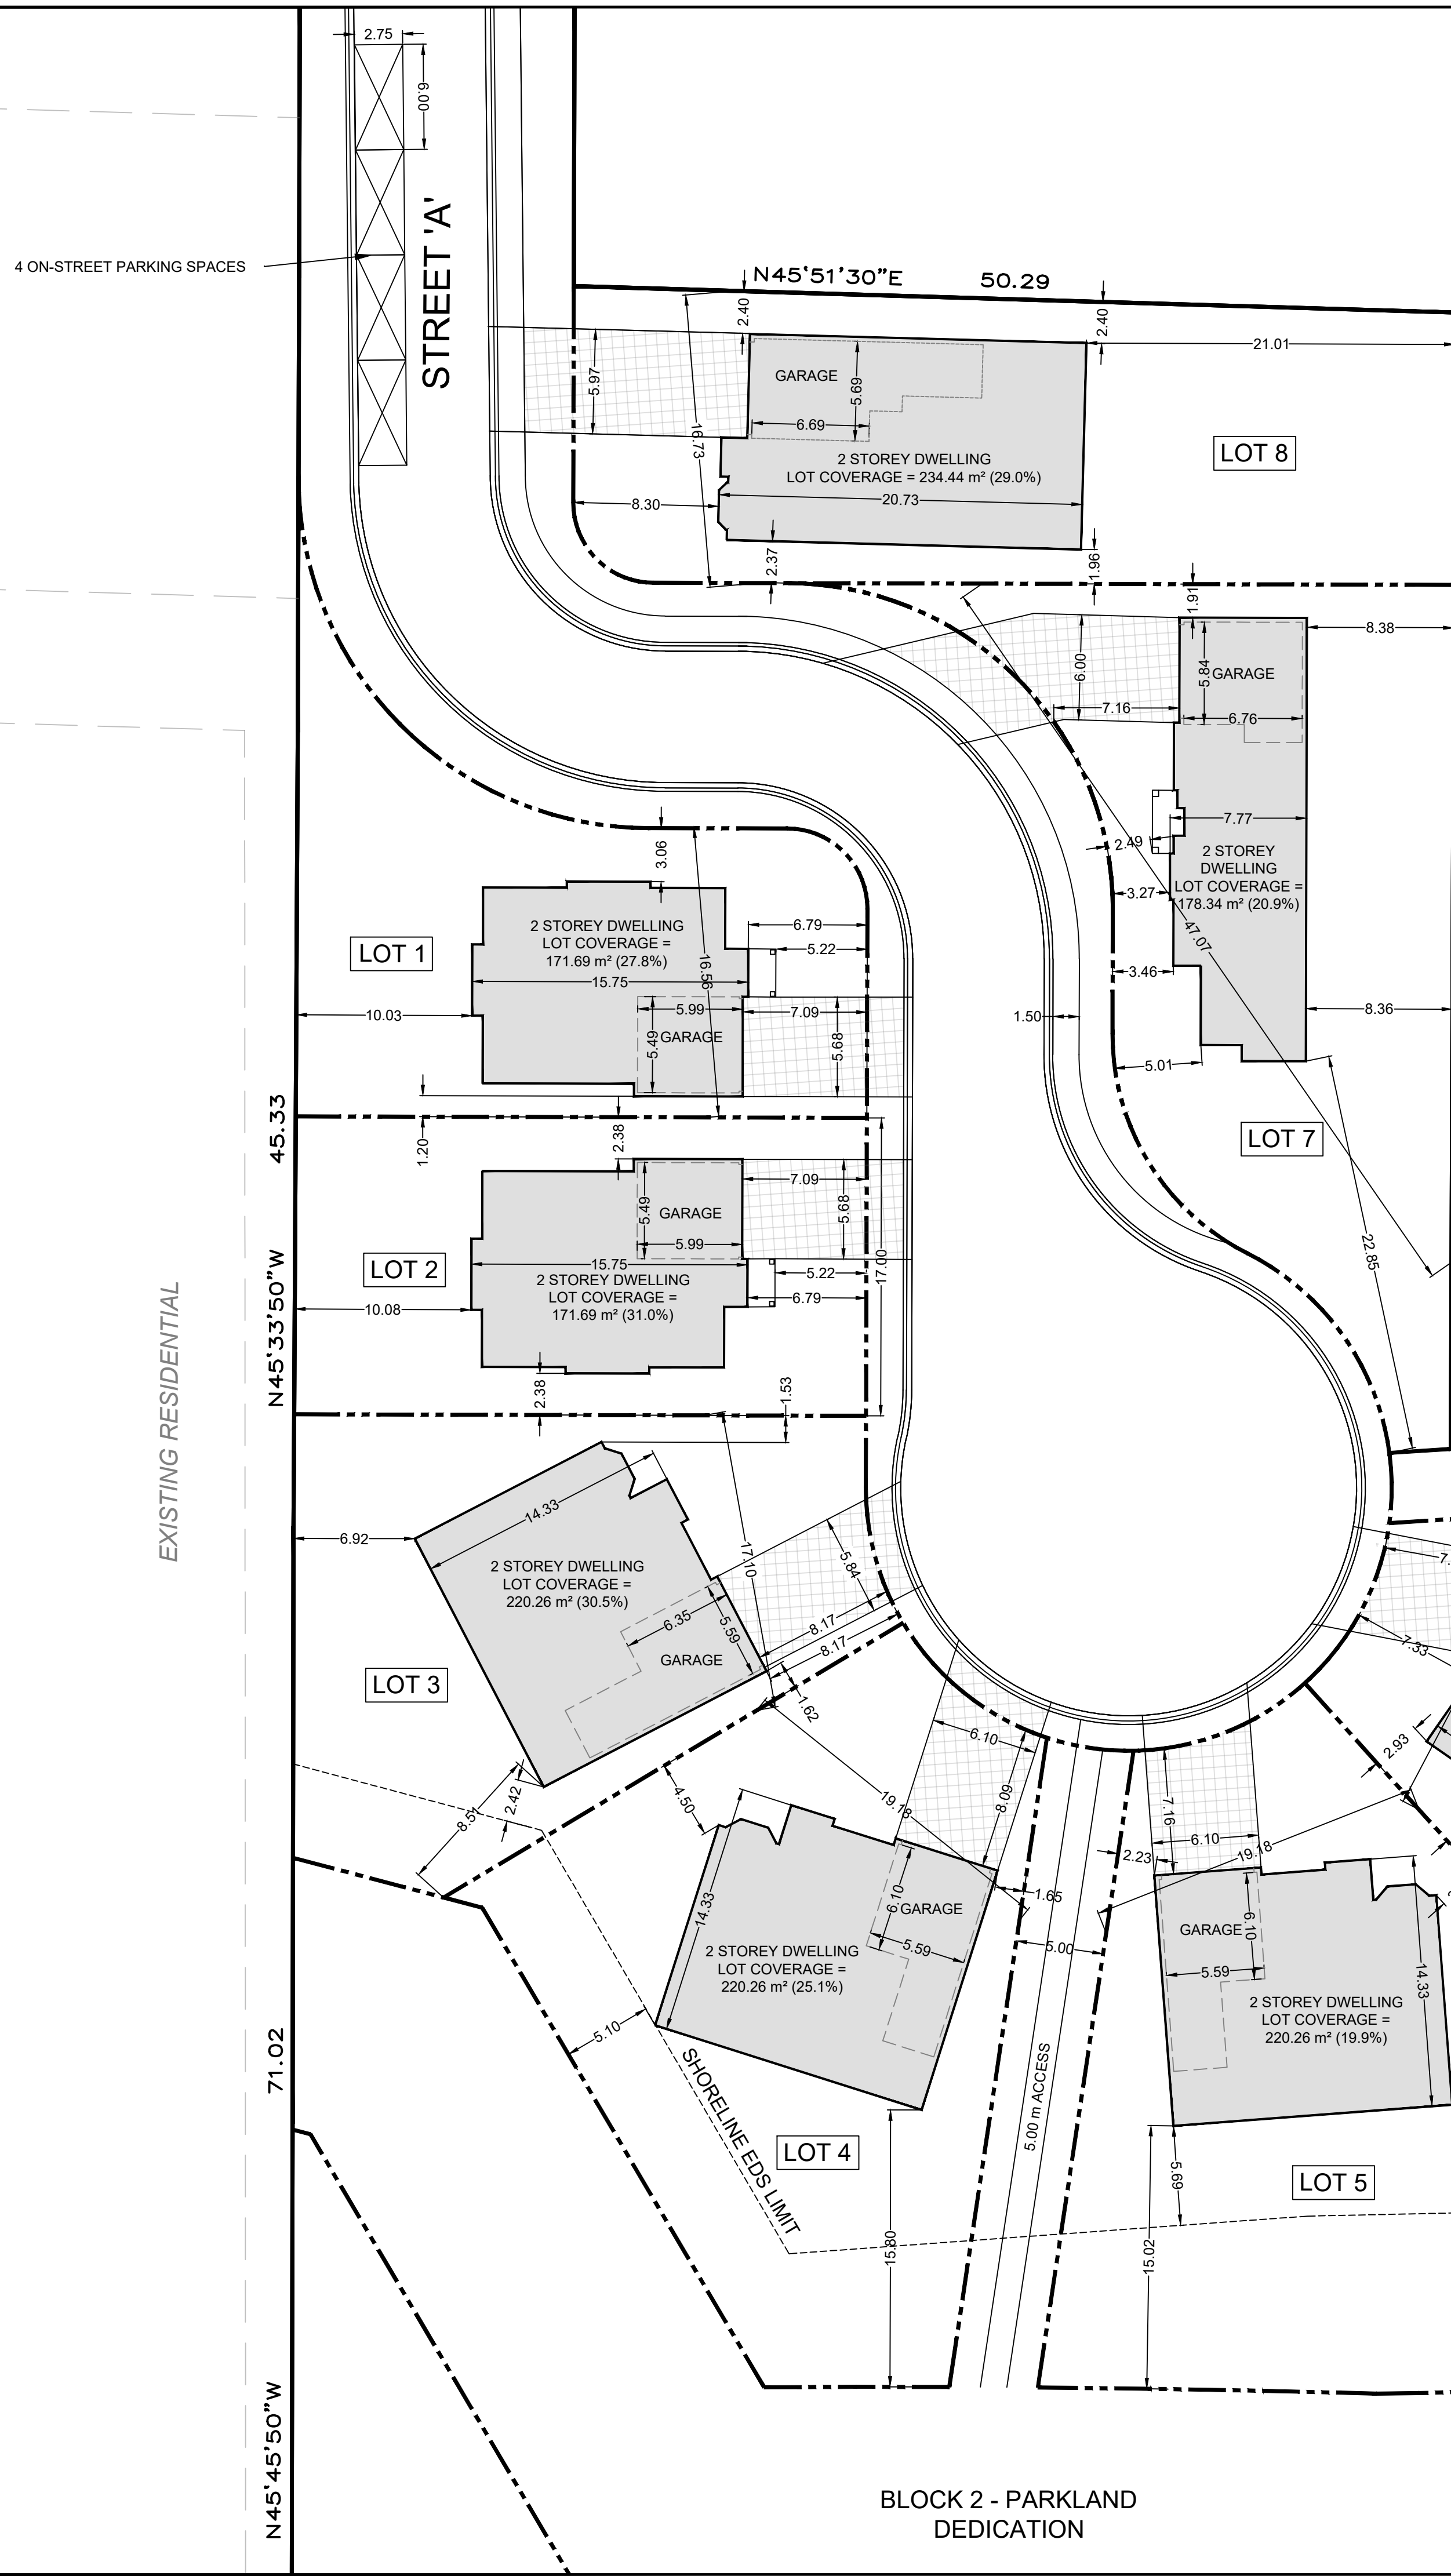 2.75
6.00
STREET 'A'
4 ON-STREET PARKING SPACES
N45°51'30"E 50.29
2.40
2.40
21.01
5.97
GARAGE
5.69
6.69
16.73
LOT 8
2 STOREY DWELLING
LOT COVERAGE = 234.44 m² (29.0%)
20.73
8.30
2.37
1.96
1.91
8.38
6.00
5.84
GARAGE
7.16
6.76
7.77
2.49
2 STOREY
DWELLING
LOT COVERAGE =
178.34 m² (20.9%)
3.27
47.07
3.46
8.36
1.50
5.01
LOT 7
22.85
3.06
LOT 1
2 STOREY DWELLING
LOT COVERAGE =
171.69 m² (27.8%)
6.79
5.22
16.56
15.75
5.99
7.09
10.03
5.49
GARAGE
5.68
45.33
1.20
2.38
7.09
5.49
GARAGE
5.68
5.99
17.00
LOT 2
15.75
2 STOREY DWELLING
LOT COVERAGE =
171.69 m² (31.0%)
5.22
6.79
10.08
N45°33'50"W
EXISTING RESIDENTIAL
2.38
1.53
14.33
6.92
2 STOREY DWELLING
LOT COVERAGE =
220.26 m² (30.5%)
17.10
5.84
6.35
5.59
8.17
8.17
GARAGE
LOT 3
1.62
7.33
6.10
2.93
8.51
2.42
4.50
19.18
8.09
7.16
6.10
2.23
19.18
14.33
6.10
GARAGE
1.65
5.59
5.00
2 STOREY DWELLING
LOT COVERAGE =
220.26 m² (25.1%)
GARAGE
6.10
5.59
14.33
2 STOREY DWELLING
LOT COVERAGE =
220.26 m² (19.9%)
5.10
71.02
SHORELINE EDS LIMIT
5.00 m ACCESS
LOT 4
5.69
LOT 5
15.80
15.02
N45°45'50"W
BLOCK 2 - PARKLAND
DEDICATION